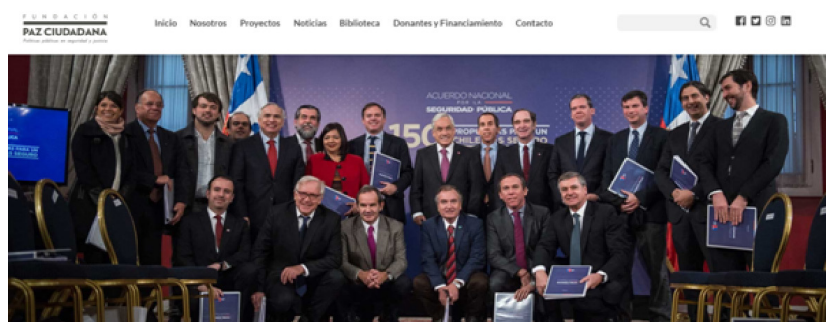 FUNDACIÓN
PAZ CIUDADANA
Políticas públicas en seguridad y justicia
Inicio Nosotros Proyectos Noticias Biblioteca Donantes y Financiamiento Contacto
ACUERDO NACIONAL
POR LA
SEGURIDAD PÚBLICA
150
UN